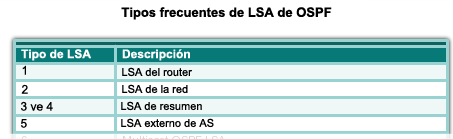 Tipos frecuentes de LSA de OSPF
Tipo de LSA Descripción
1 LSA del router
2 LSA de la red
3 ve 4 LSA de resumen
5 LSA externo de AS